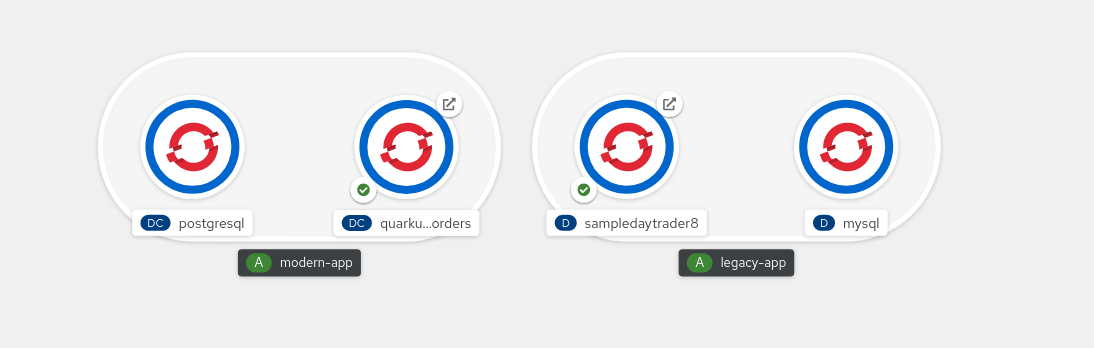 DC postgresql
DC quarku...orders
D sampledaytrader8
D mysql
A modern-app
A legacy-app